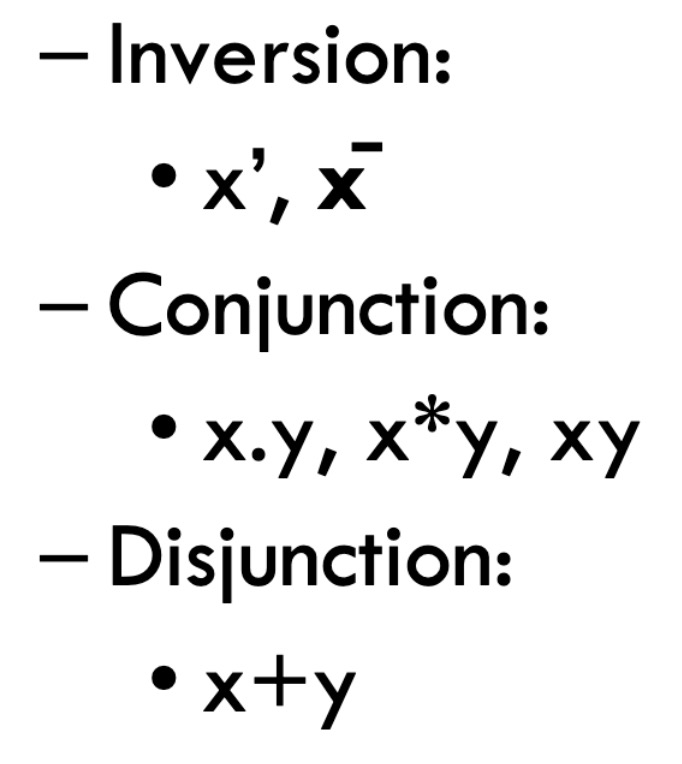 – Inversion:
• x’, x¯
– Conjunction:
• x.y, x*y, xy
– Disjunction:
• x+y